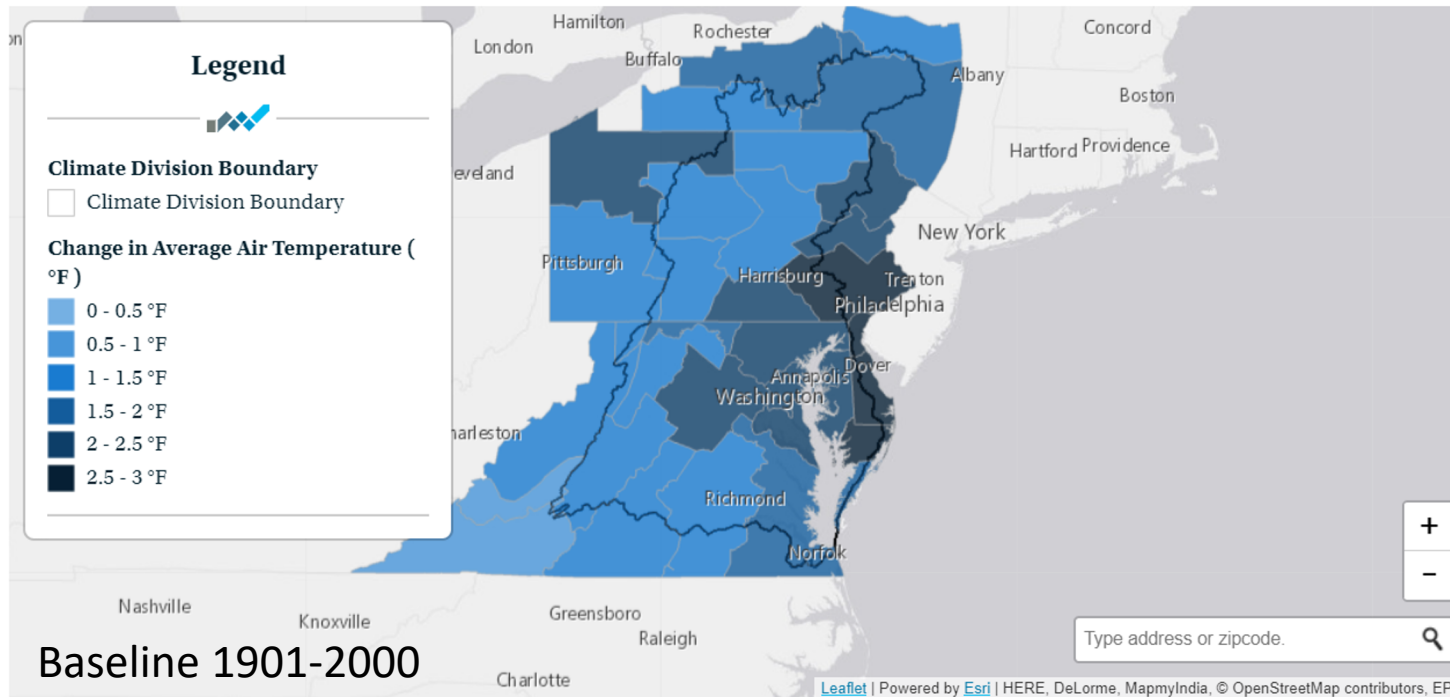 Legend
Climate Division Boundary
Climate Division Boundary
Change in Average Air Temperature (
°F )
0 - 0.5 °F
0.5 - 1 °F
1 - 1.5 °F
1.5 - 2 °F
2 - 2.5 °F
2.5 - 3 °F
on
Hamilton
London
Rochester
Buffalo
Concord
Albany
Boston
Hartford
Providence
eveland
New York
Pittsburgh
Harrisburg
Trenton
Philadelphia
Dover
Annapolis
Washington
harleston
Richmond
Norfolk
Nashville
Knoxville
Greensboro
Raleigh
Charlotte
Baseline 1901-2000
+
−
Type address or zipcode.
Leaflet | Powered by Esri | HERE, DeLorme, MapmyIndia, © OpenStreetMap contributors, EP